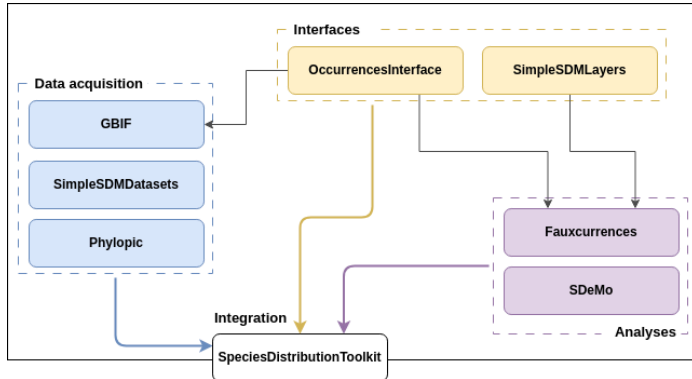 Interfaces
OccurrencesInterface
SimpleSDMLayers
Data acquisition
GBIF
SimpleSDMDatasets
Phylopic
Fauxcurrences
SDeMo
Analyses
Integration
SpeciesDistributionToolkit